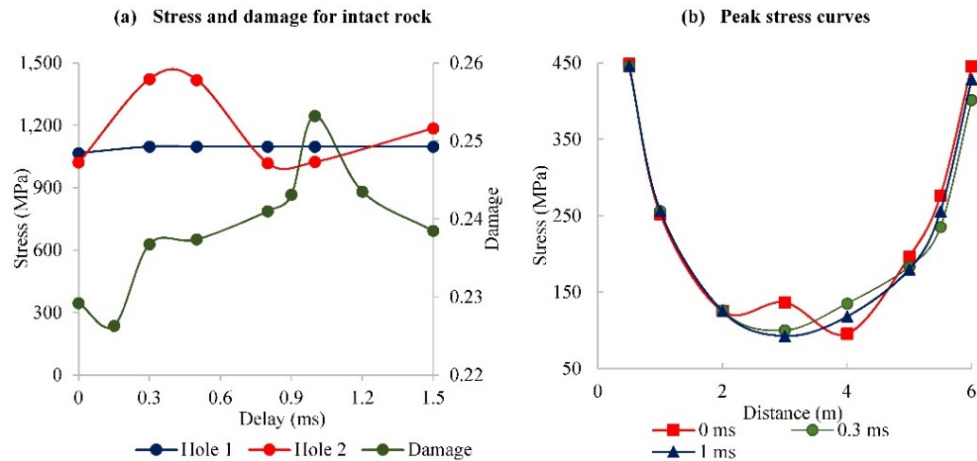 (a) Stress and damage for intact rock
1,500
1,200
900
600
300
0
Stress (MPa)
0.26
0.25
0.24
0.23
0.22
Damage
0 0.3 0.6 0.9 1.2 1.5
Delay (ms)
Hole 1 Hole 2 Damage
(b) Peak stress curves
450
350
250
150
50
Stress (MPa)
0 2 4 6
Distance (m)
0 ms 0.3 ms
1 ms